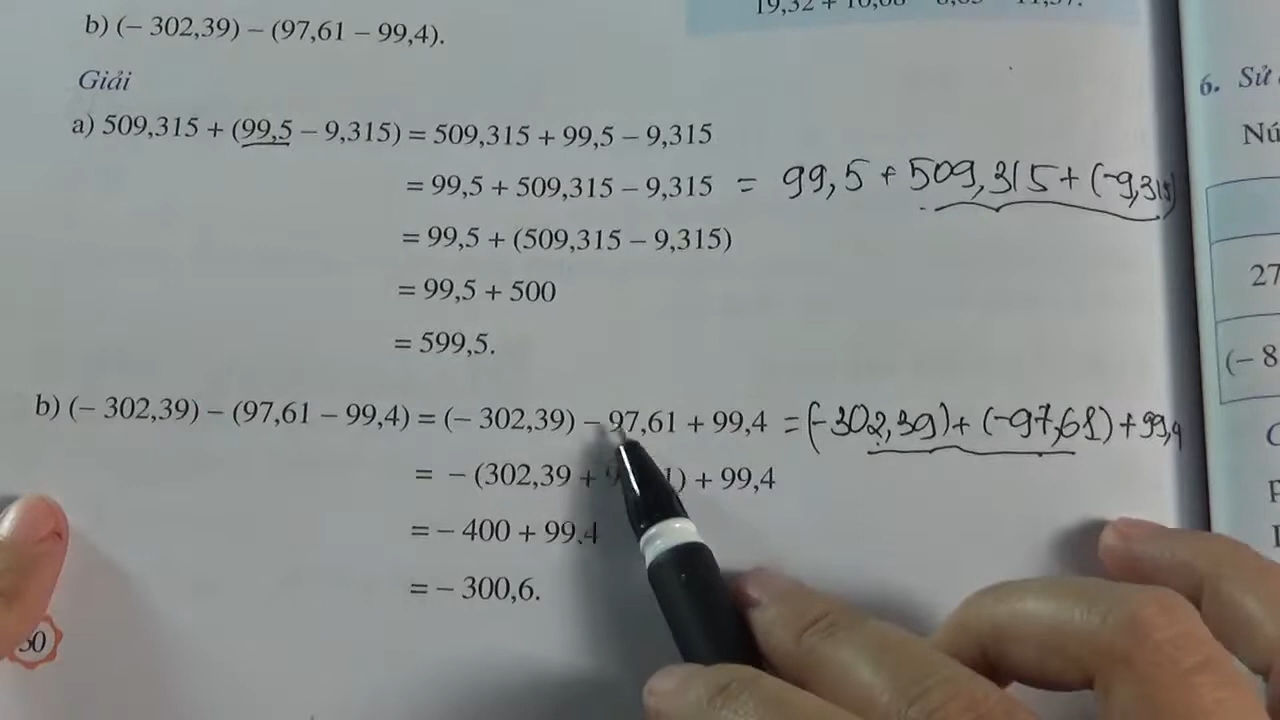 b) (– 302,39) – (97,61 – 99,4).
Giải
a) 509,315 + (99,5 – 9,315) = 509,315 + 99,5 – 9,315
= 99,5 + 509,315 – 9,315 = 99,5 + 509,315 + (-9,315)
= 99,5 + (509,315 – 9,315)
= 99,5 + 500
= 599,5.
b) (– 302,39) – (97,61 – 99,4) = (– 302,39) – 97,61 + 99,4 = (-302,39) + (-97,61) + 99,4
= – (302,39 + 1) + 99,4
= – 400 + 99,4
= – 300,6.
6. Sử
Nú
27
(– 8